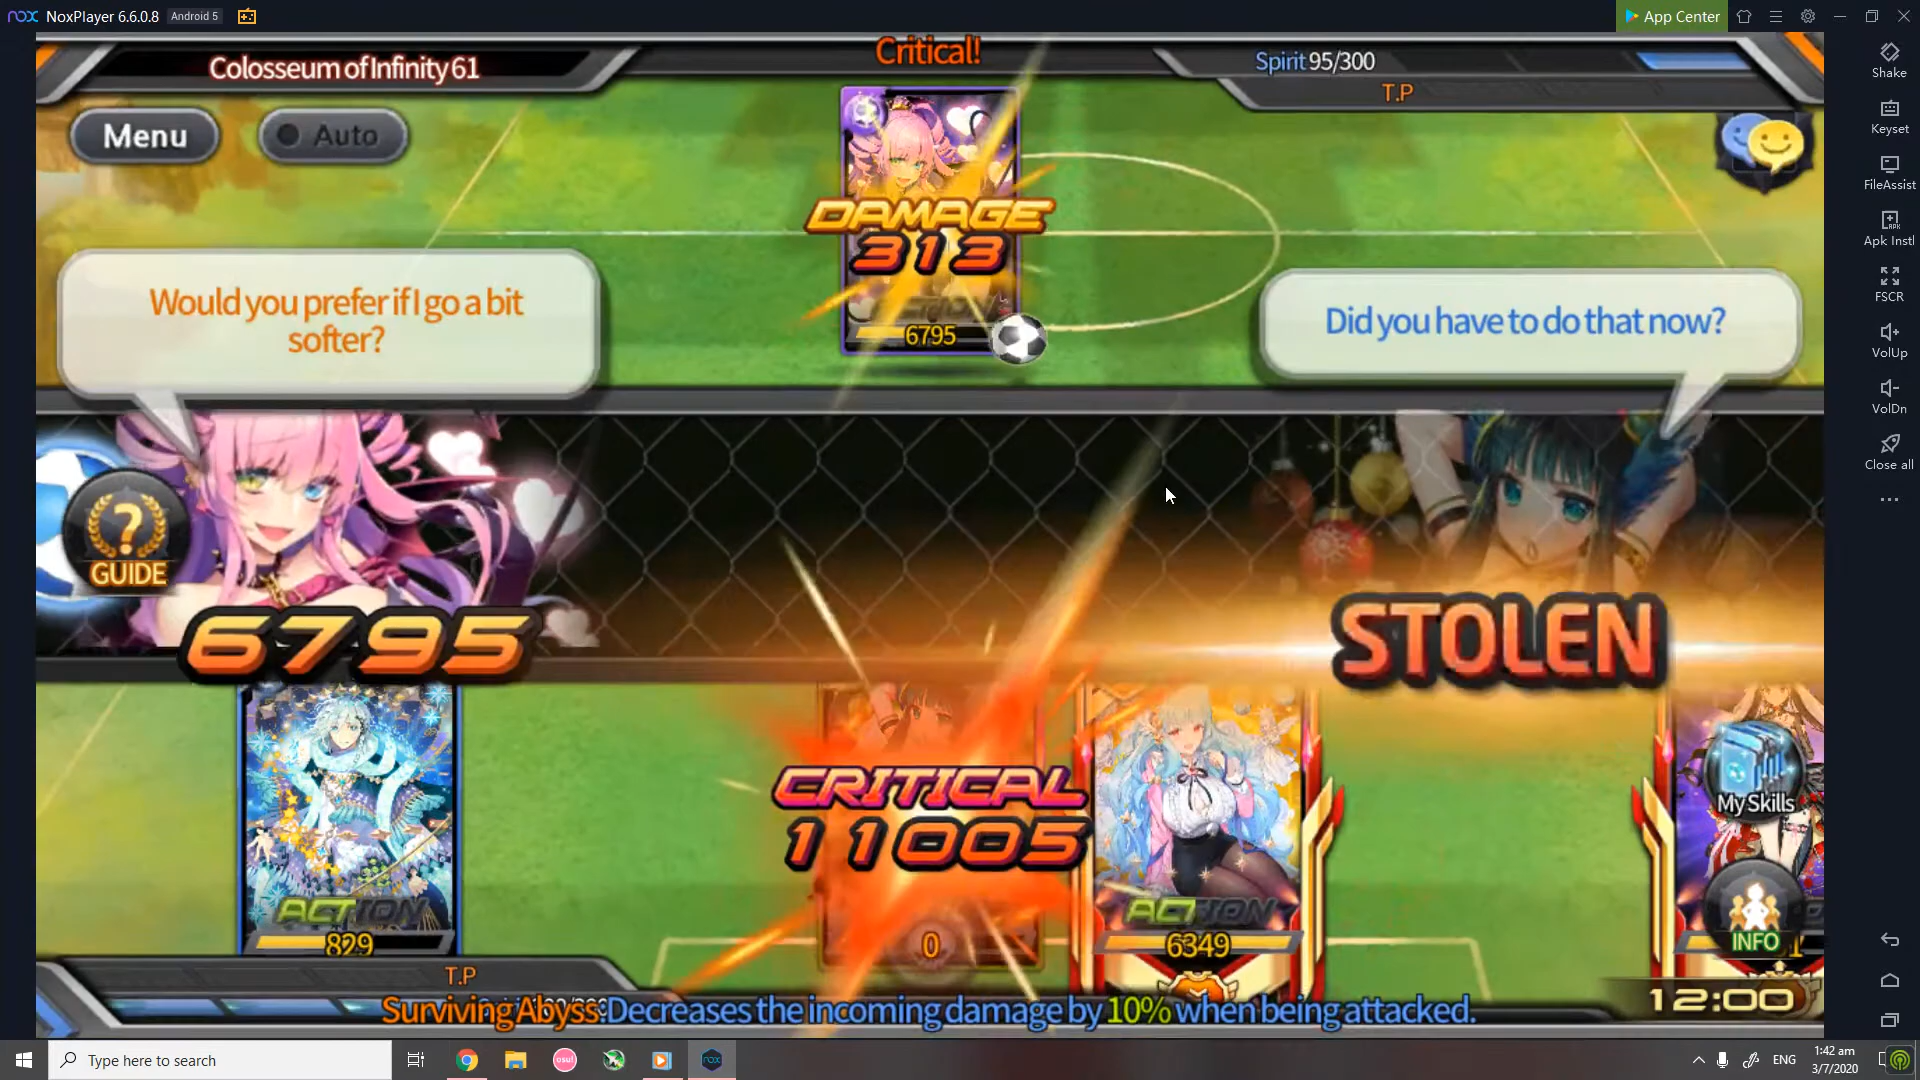 nox NoxPlayer 6.6.0.8 Android 5
App Center
Colosseum of Infinity 61
Critical!
Spirit 95/300
T.P
Menu
Auto
DAMAGE
313
6795
Would you prefer if I go a bit
softer?
Did you have to do that now?
?
GUIDE
6795
STOLEN
CRITICAL
11005
ACTION
829
0
ACTION
6349
My Skills
INFO
T.P
Surviving Abyss:Decreases the incoming damage by 10% when being attacked.
12:00
Shake
Keyset
FileAssist
Apk Instl
FSCR
VolUp
VolDn
Close all
Type here to search
osu!
nox
ENG
1:42 am
3/7/2020